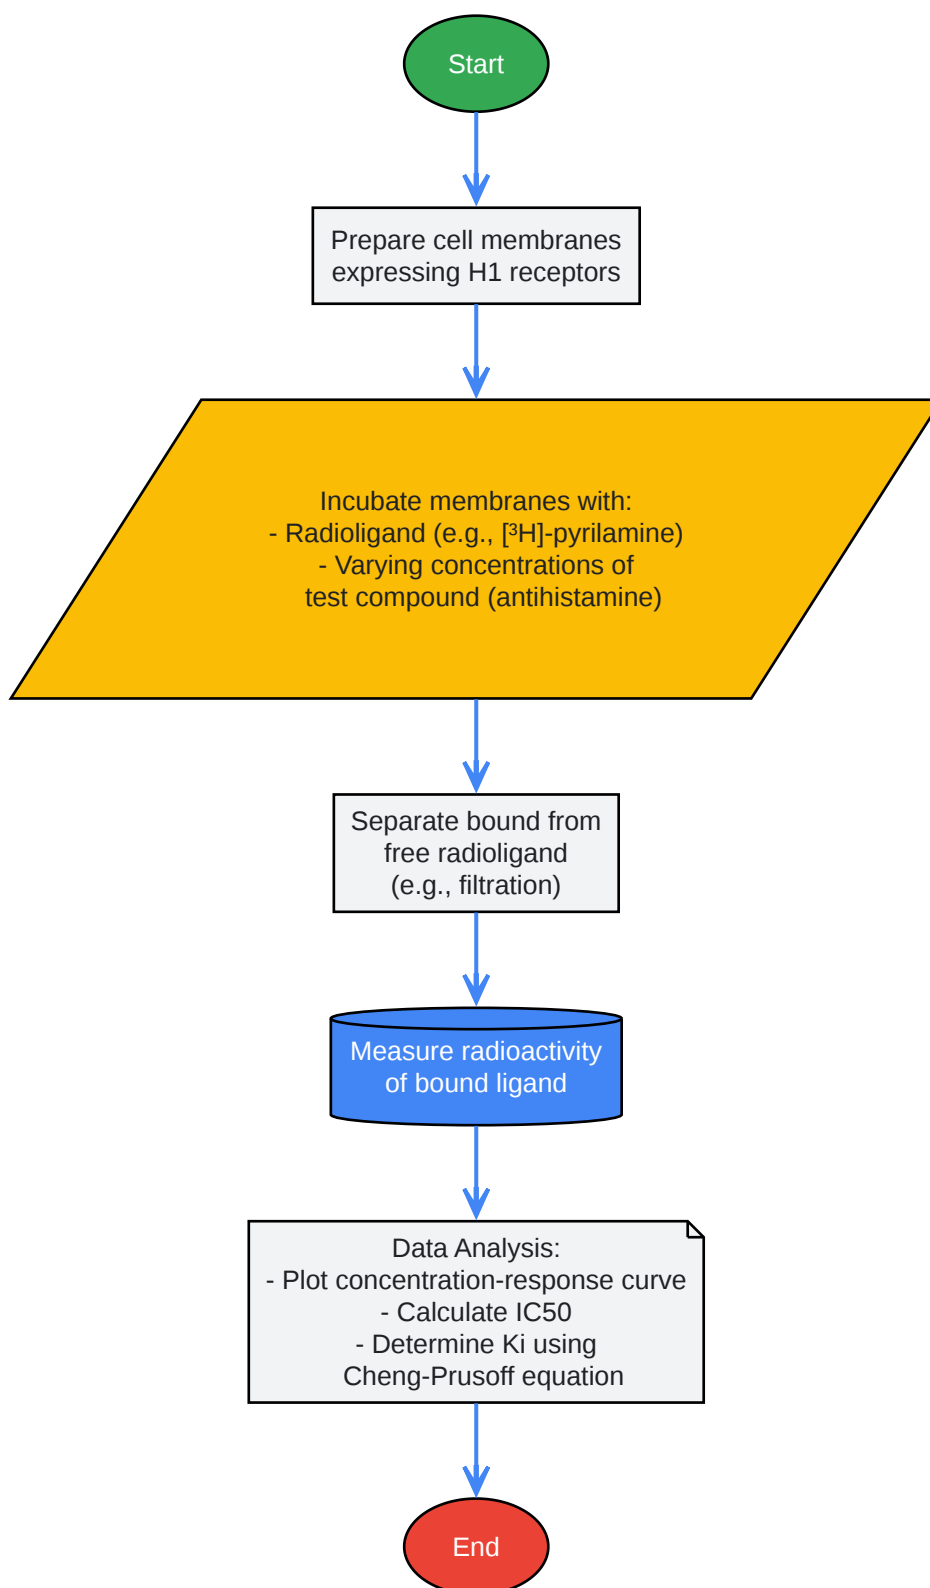 Start
Prepare cell membranes
expressing H1 receptors
Incubate membranes with:
- Radioligand (e.g., [³H]-pyrilamine)
- Varying concentrations of
test compound (antihistamine)
Separate bound from
free radioligand
(e.g., filtration)
Measure radioactivity
of bound ligand
Data Analysis:
- Plot concentration-response curve
- Calculate IC50
- Determine Ki using
Cheng-Prusoff equation
End